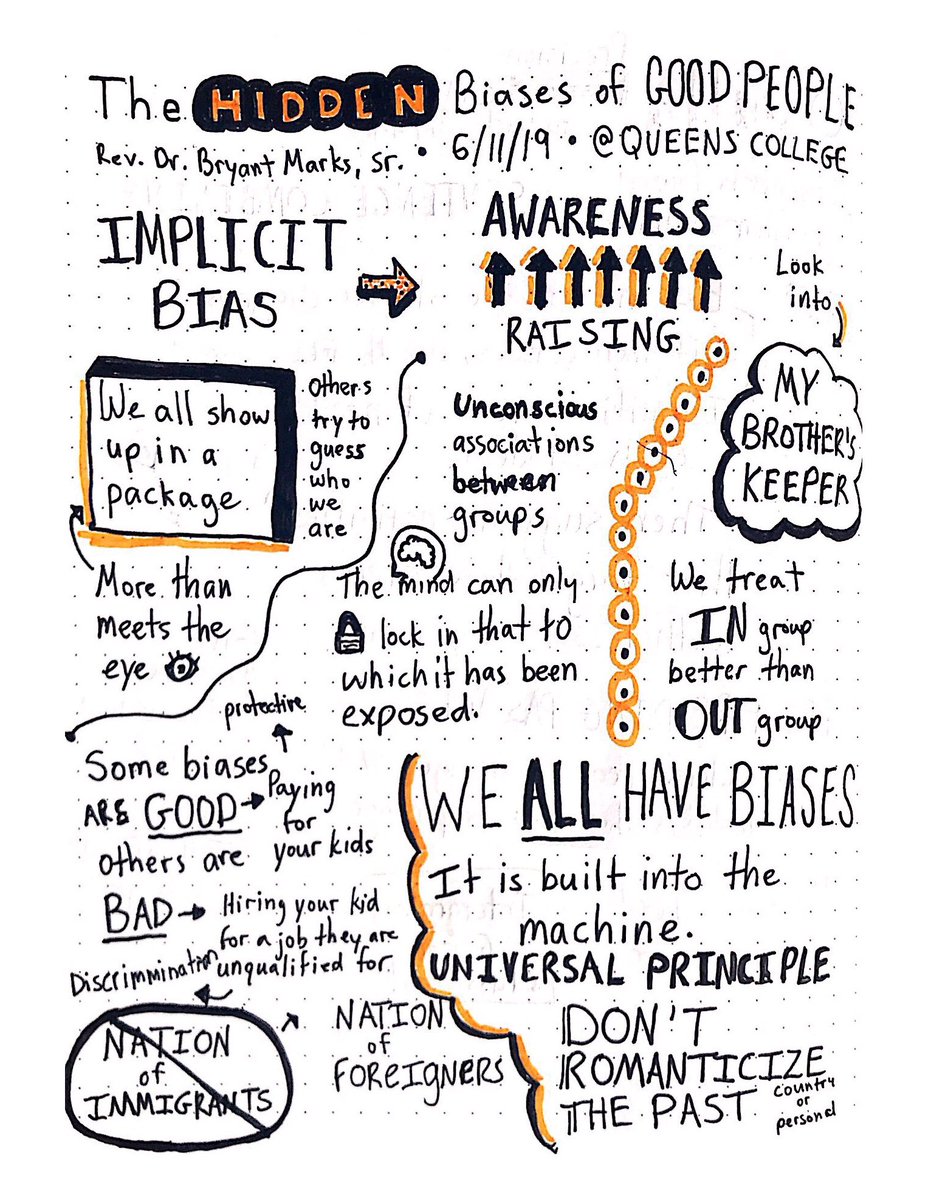 The HIDDEN Biases of GOOD PEOPLE
Rev. Dr. Bryant Marks, Sr. • 6/11/19 • @QUEENS COLLEGE
IMPLICIT
BIAS
AWARENESS
RAISING
Look
into
MY
BROTHER'S
KEEPER
We all show
up in a
package
Others
try to
guess
who
we
are
More than
meets the
eye
Unconscious
associations
between
group's
The mind can only
lock in that to
which it has been
exposed.
We treat
IN group
better than
OUT group
protective
Some biases
ARE GOOD → Paying
for
your kids
others are
BAD → Hiring your kid
for a job they are
unqualified for
Discrimmination
NATION
of
IMMIGRANTS
NATION
of
FOREIGNERS
WE ALL HAVE BIASES
It is built into the
machine.
UNIVERSAL PRINCIPLE
DON'T
ROMANTICIZE
THE PAST
country
or
personal